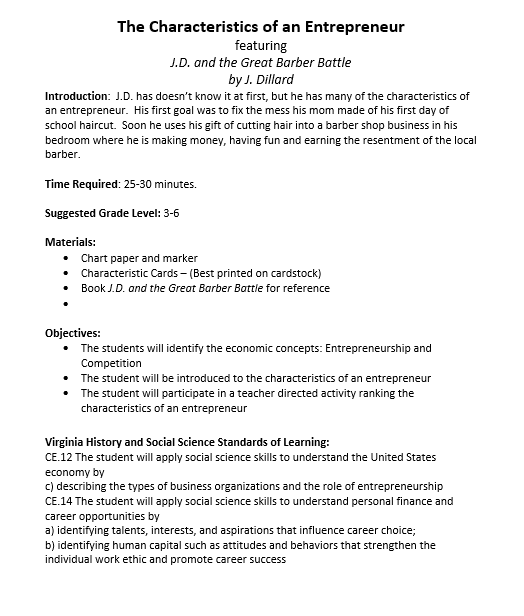 The Characteristics of an Entrepreneur
featuring
J.D. and the Great Barber Battle
by J. Dillard
Introduction:  J.D. has doesn't know it at first, but he has many of the characteristics of
an entrepreneur.  His first goal was to fix the mess his mom made of his first day of
school haircut.  Soon he uses his gift of cutting hair into a barber shop business in his
bedroom where he is making money, having fun and earning the resentment of the local
barber.
Time Required: 25-30 minutes.
Suggested Grade Level: 3-6
Materials:
• Chart paper and marker
• Characteristic Cards – (Best printed on cardstock)
• Book J.D. and the Great Barber Battle for reference
•
Objectives:
• The students will identify the economic concepts: Entrepreneurship and
Competition
• The student will be introduced to the characteristics of an entrepreneur
• The student will participate in a teacher directed activity ranking the
characteristics of an entrepreneur
Virginia History and Social Science Standards of Learning:
CE.12 The student will apply social science skills to understand the United States
economy by
c) describing the types of business organizations and the role of entrepreneurship
CE.14 The student will apply social science skills to understand personal finance and
career opportunities by
a) identifying talents, interests, and aspirations that influence career choice;
b) identifying human capital such as attitudes and behaviors that strengthen the
individual work ethic and promote career success